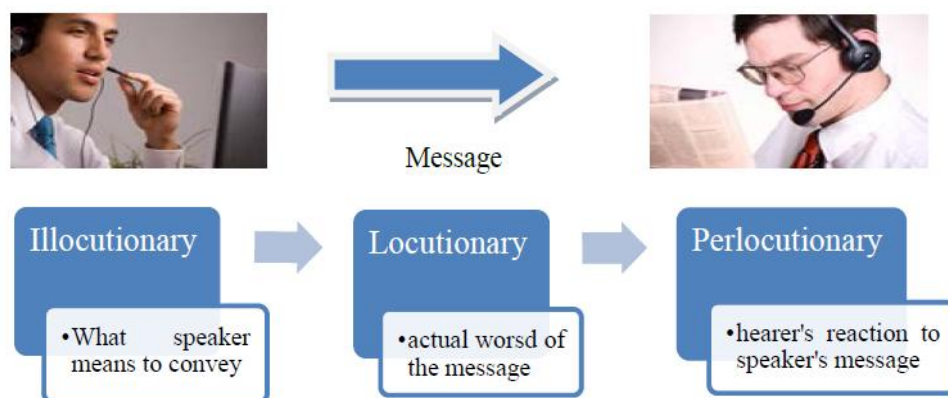 Message
Illocutionary
•What speaker
means to convey
Locutionary
•actual worsd of
the message
Perlocutionary
•hearer's reaction to
speaker's message